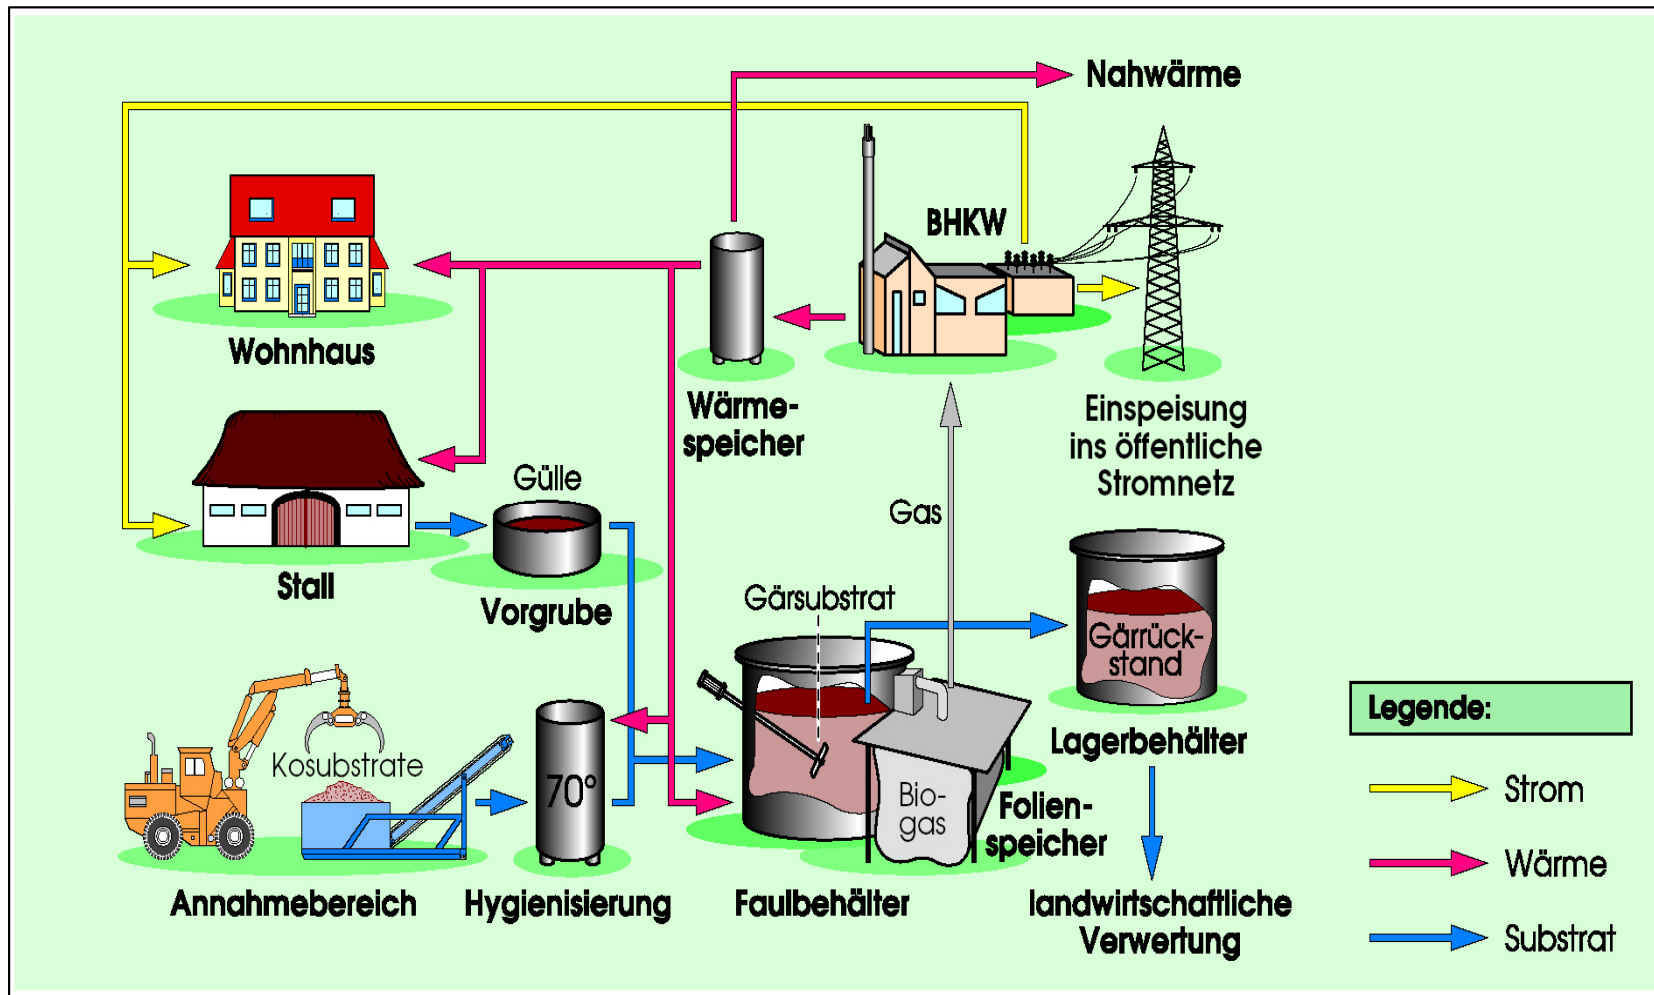 Nahwärme
BHKW
Wohnhaus
Wärme-
speicher
Einspeisung
ins öffentliche
Stromnetz
Gülle
Gas
Stall
Vorgrube
Gärsubstrat
Gärrück-
stand
Lagerbehälter
Kosubstrate
70°
Bio-
gas
Folien-
speicher
Annahmebereich
Hygienisierung
Faulbehälter
landwirtschaftliche
Verwertung
Legende:
Strom
Wärme
Substrat